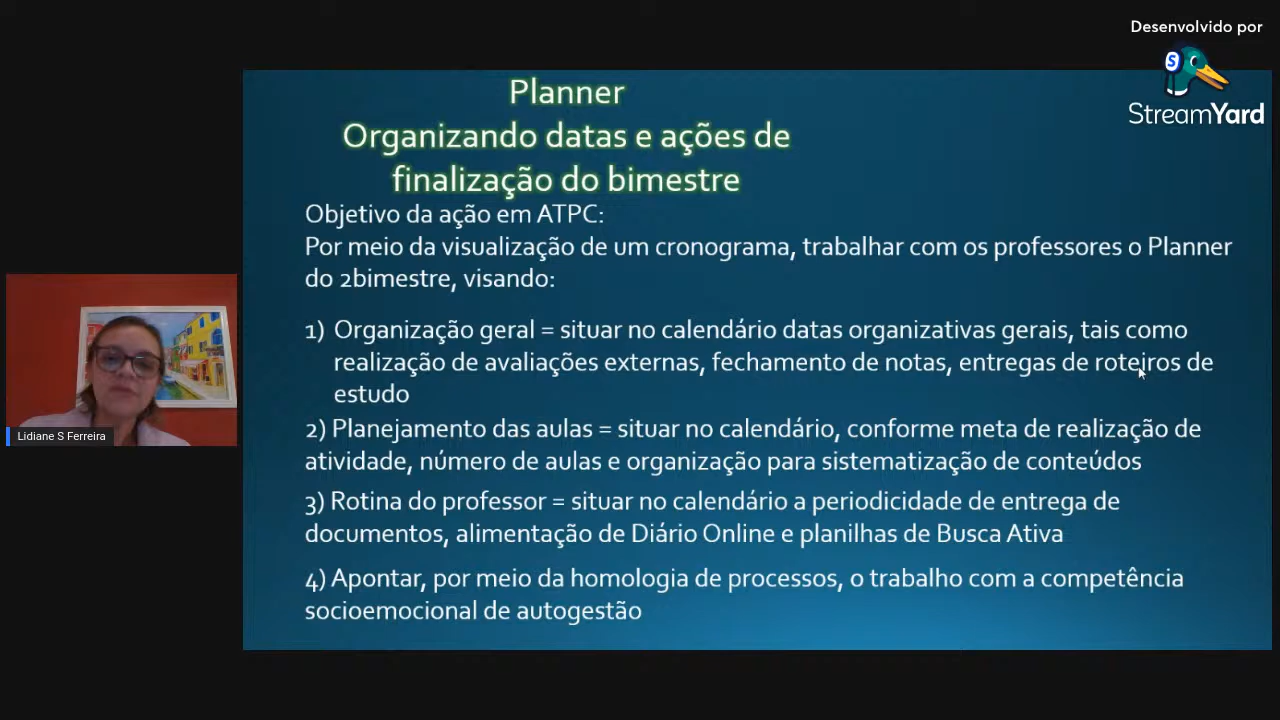 Desenvolvido por
StreamYard
Planner
Organizando datas e ações de
finalização do bimestre
Objetivo da ação em ATPC:
Por meio da visualização de um cronograma, trabalhar com os professores o Planner
do 2bimestre, visando:
1) Organização geral = situar no calendário datas organizativas gerais, tais como
realização de avaliações externas, fechamento de notas, entregas de roteiros de
estudo
2) Planejamento das aulas = situar no calendário, conforme meta de realização de
atividade, número de aulas e organização para sistematização de conteúdos
3) Rotina do professor = situar no calendário a periodicidade de entrega de
documentos, alimentação de Diário Online e planilhas de Busca Ativa
4) Apontar, por meio da homologia de processos, o trabalho com a competência
socioemocional de autogestão
Lidiane S Ferreira